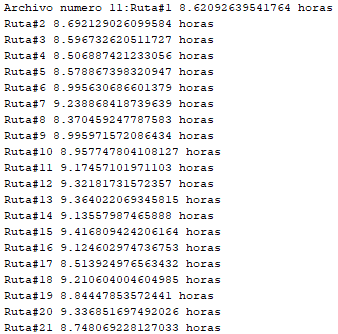 Archivo numero 11:Ruta#1 8.62092639541764 horas
Ruta#2 8.692129026099584 horas
Ruta#3 8.596732620511727 horas
Ruta#4 8.506887421233056 horas
Ruta#5 8.578867398320947 horas
Ruta#6 8.995630686601379 horas
Ruta#7 9.238868418739639 horas
Ruta#8 8.370459247787583 horas
Ruta#9 8.995971572086434 horas
Ruta#10 8.957747804108127 horas
Ruta#11 9.17457101971103 horas
Ruta#12 9.32181731572357 horas
Ruta#13 9.364022069345815 horas
Ruta#14 9.13557987465888 horas
Ruta#15 9.416809424206164 horas
Ruta#16 9.124602974736753 horas
Ruta#17 8.513924976563432 horas
Ruta#18 9.210604004604985 horas
Ruta#19 8.84447853572441 horas
Ruta#20 9.336851697492026 horas
Ruta#21 8.748069228127033 horas